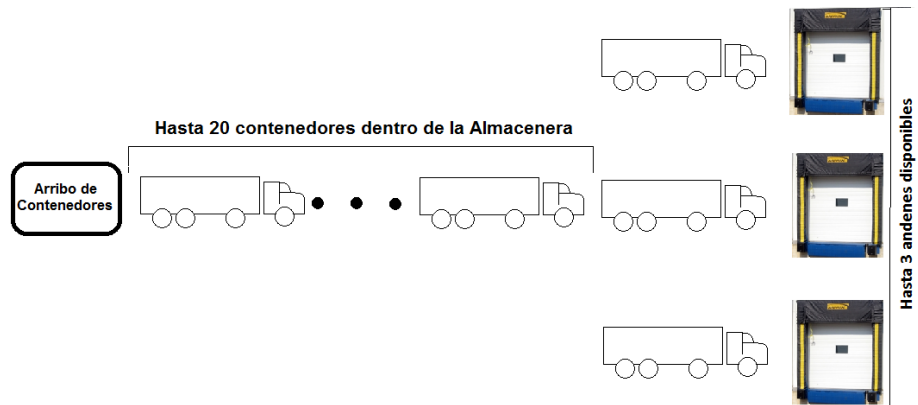 Hasta 20 contenedores dentro de la Almacenera
Arribo de
Contenedores
Hasta 3 andenes disponibles